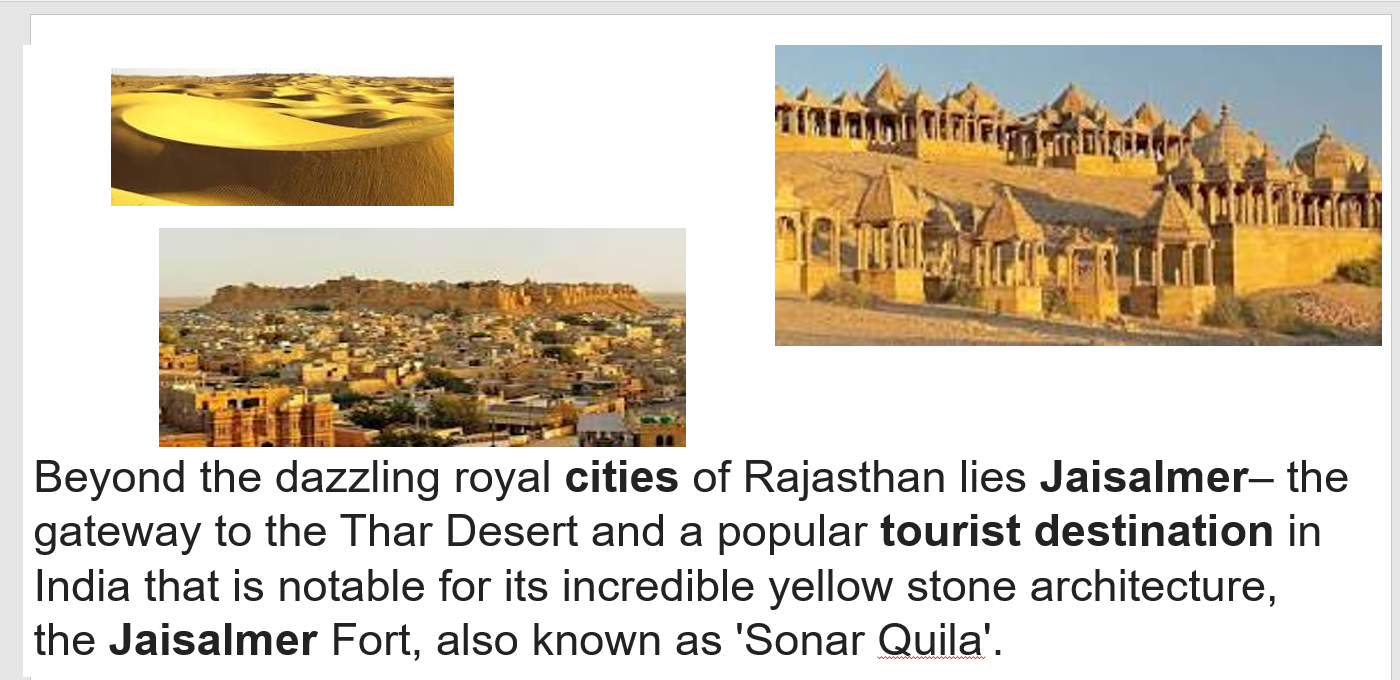 Beyond the dazzling royal cities of Rajasthan lies Jaisalmer– the
gateway to the Thar Desert and a popular tourist destination in
India that is notable for its incredible yellow stone architecture,
the Jaisalmer Fort, also known as 'Sonar Quila'.